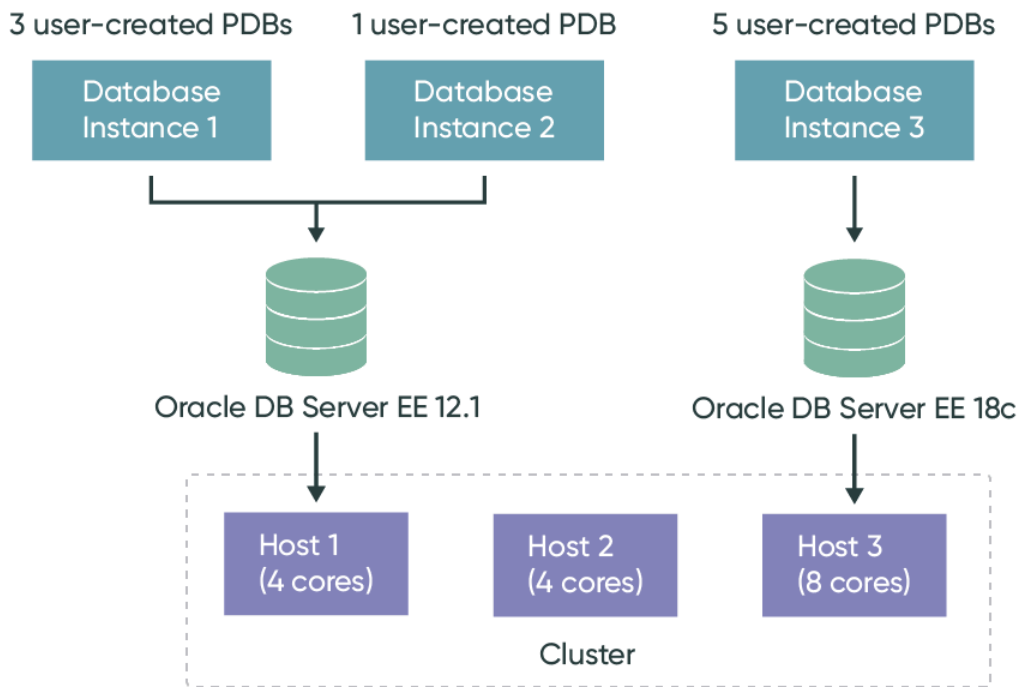 3 user-created PDBs
1 user-created PDB
5 user-created PDBs
Database
Instance 1
Database
Instance 2
Database
Instance 3
Oracle DB Server EE 12.1
Oracle DB Server EE 18c
Host 1
(4 cores)
Host 2
(4 cores)
Host 3
(8 cores)
Cluster